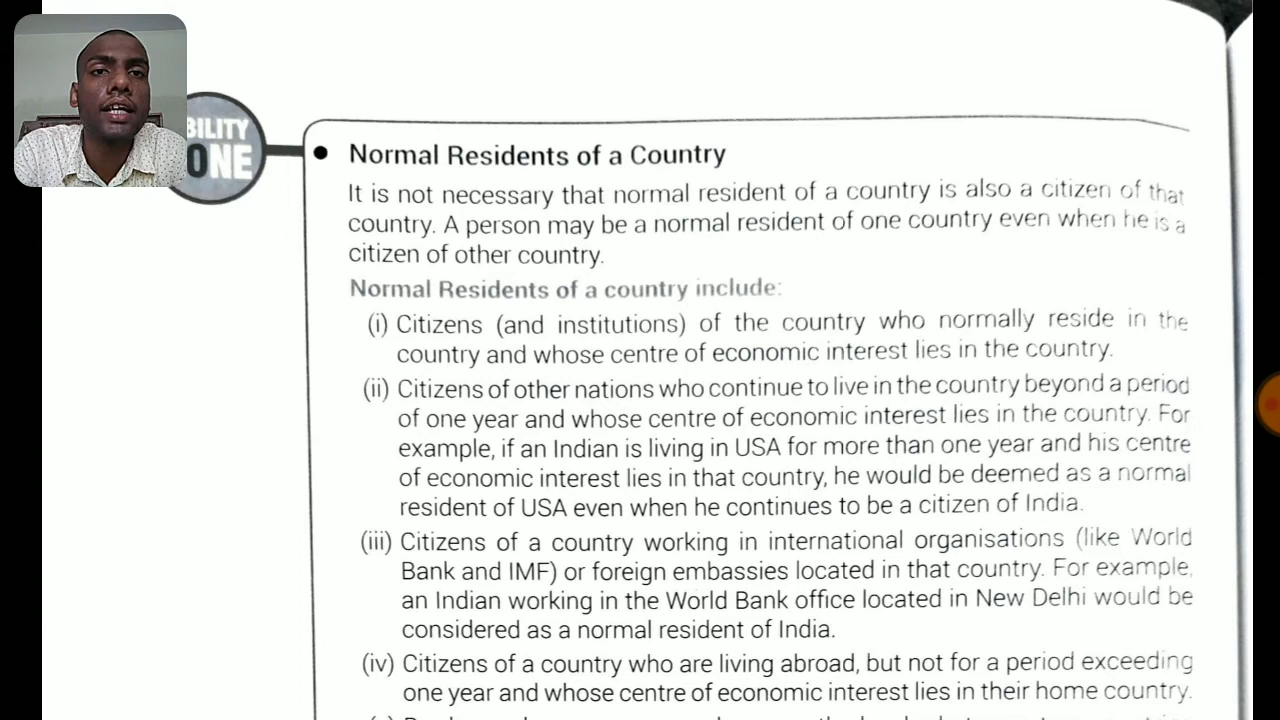 BILITY
ONE
• Normal Residents of a Country
It is not necessary that normal resident of a country is also a citizen of that
country. A person may be a normal resident of one country even when he is a
citizen of other country.
Normal Residents of a country include:
(i) Citizens (and institutions) of the country who normally reside in the
country and whose centre of economic interest lies in the country.
(ii) Citizens of other nations who continue to live in the country beyond a period
of one year and whose centre of economic interest lies in the country. For
example, if an Indian is living in USA for more than one year and his centre
of economic interest lies in that country, he would be deemed as a normal
resident of USA even when he continues to be a citizen of India.
(iii) Citizens of a country working in international organisations (like World
Bank and IMF) or foreign embassies located in that country. For example,
an Indian working in the World Bank office located in New Delhi would be
considered as a normal resident of India.
(iv) Citizens of a country who are living abroad, but not for a period exceeding
one year and whose centre of economic interest lies in their home country.